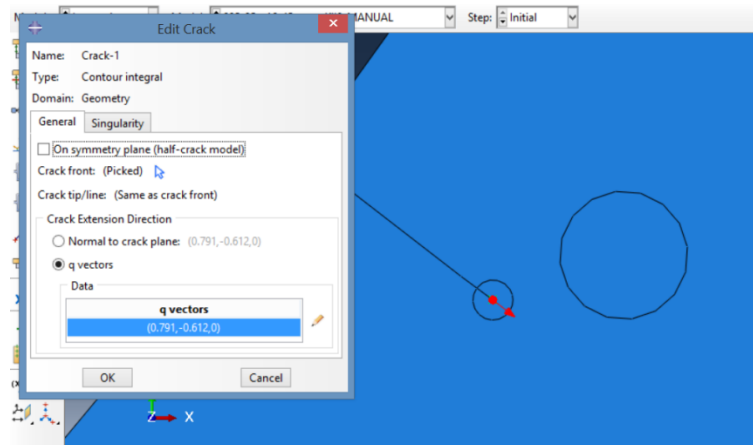 MANUAL Step: Initial
Edit Crack
Name: Crack-1
Type: Contour integral
Domain: Geometry
General Singularity
On symmetry plane (half-crack model)
Crack front: (Picked)
Crack tip/line: (Same as crack front)
Crack Extension Direction
Normal to crack plane: (0.791,-0.612,0)
q vectors
Data
q vectors
(0.791,-0.612,0)
OK Cancel
Z X